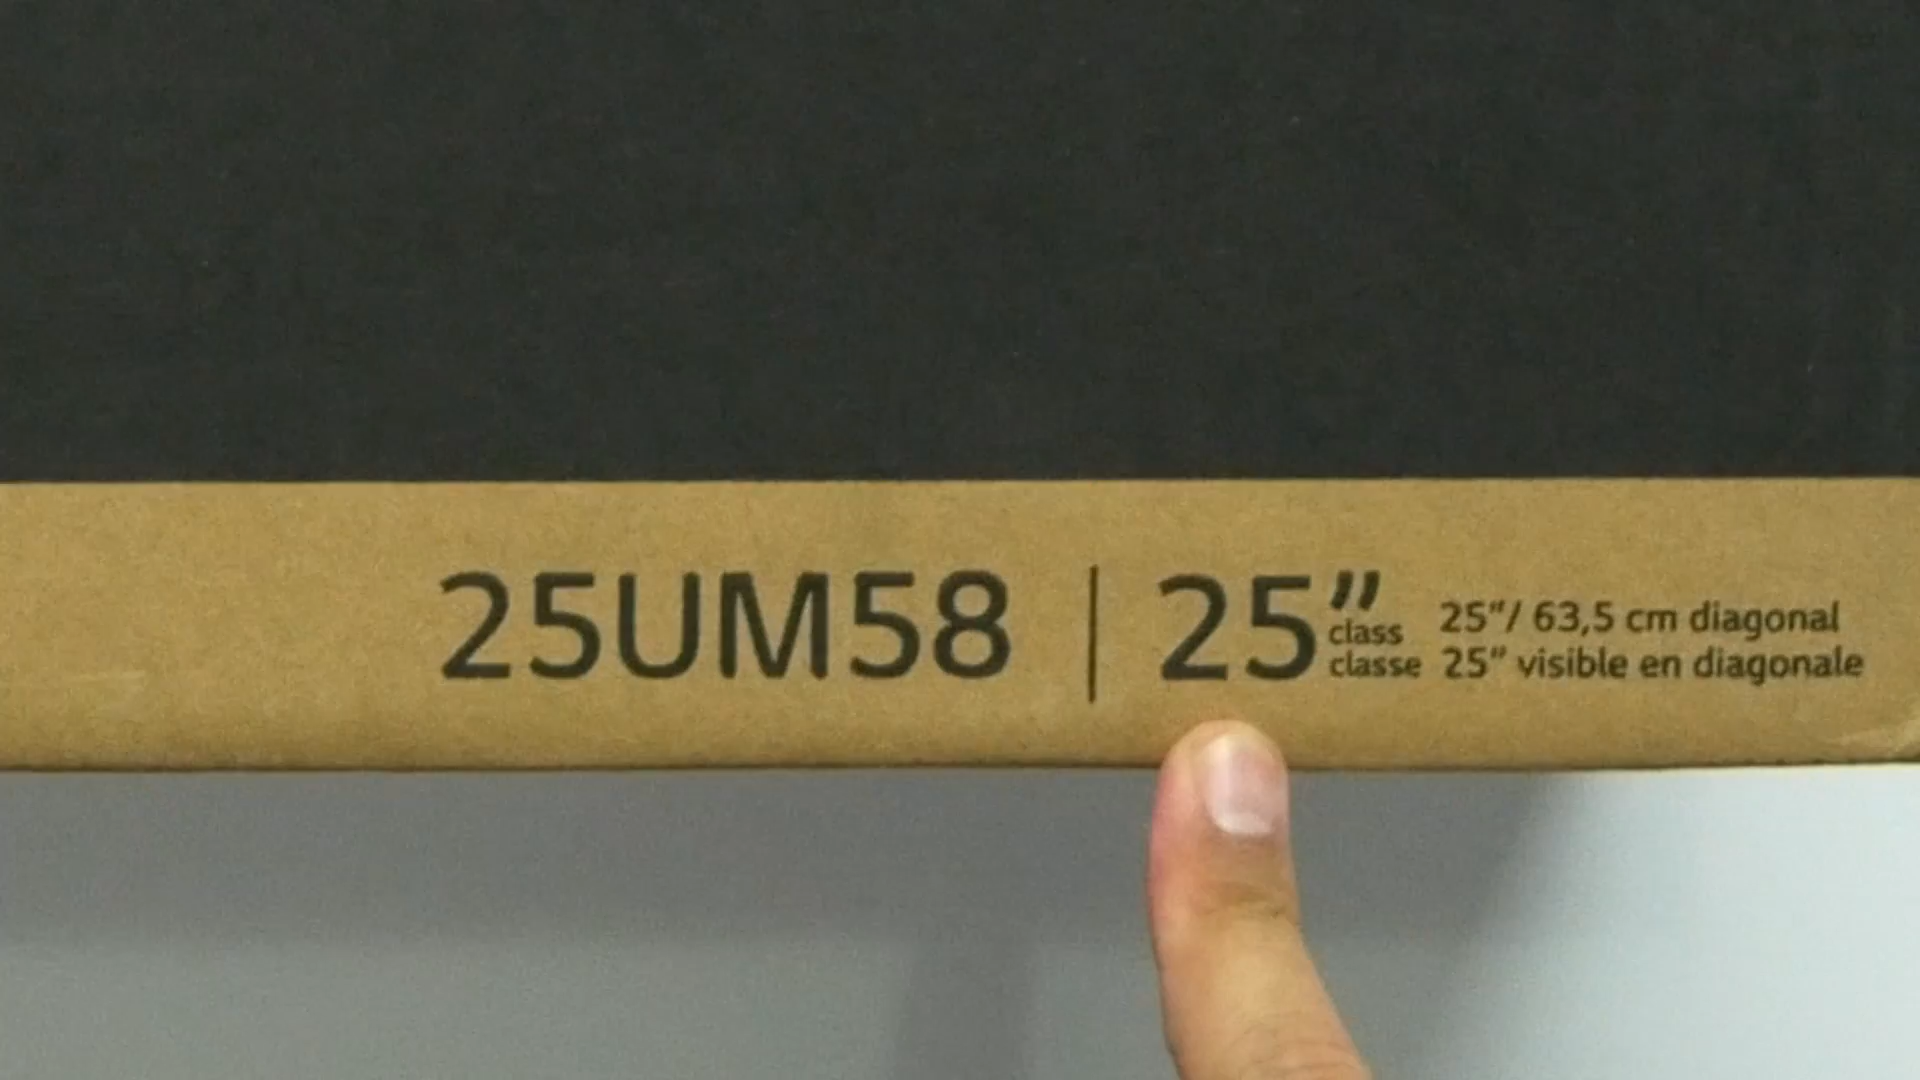 25UM58 | 25”
class 25”/ 63,5 cm diagonal
classe 25” visible en diagonale